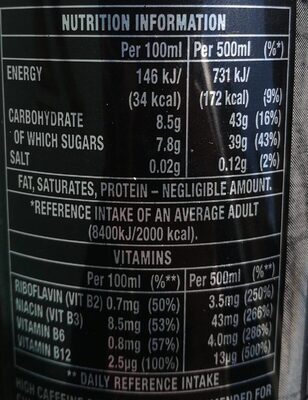 NUTRITION INFORMATION
Per 100ml Per 500ml (%*)
ENERGY 146 kJ/ 731 kJ/
(34 kcal) (172 kcal) (9%)
CARBOHYDRATE 8.5g 43g (16%)
OF WHICH SUGARS 7.8g 39g (43%)
SALT 0.02g 0.12g (2%)
FAT, SATURATES, PROTEIN – NEGLIGIBLE AMOUNT.
*REFERENCE INTAKE OF AN AVERAGE ADULT
(8400kJ/2000 kcal).
VITAMINS
Per 100ml (%**) Per 500ml (%**)
RIBOFLAVIN (VIT B2) 0.7mg (50%) 3.5mg (250%)
NIACIN (VIT B3) 8.5mg (53%) 43mg (266%)
VITAMIN B6 0.8mg (57%) 4.0mg (286%)
VITAMIN B12 2.5µg (100%) 13µg (500%)
** DAILY REFERENCE INTAKE
HIGH CAFFEINE FOR